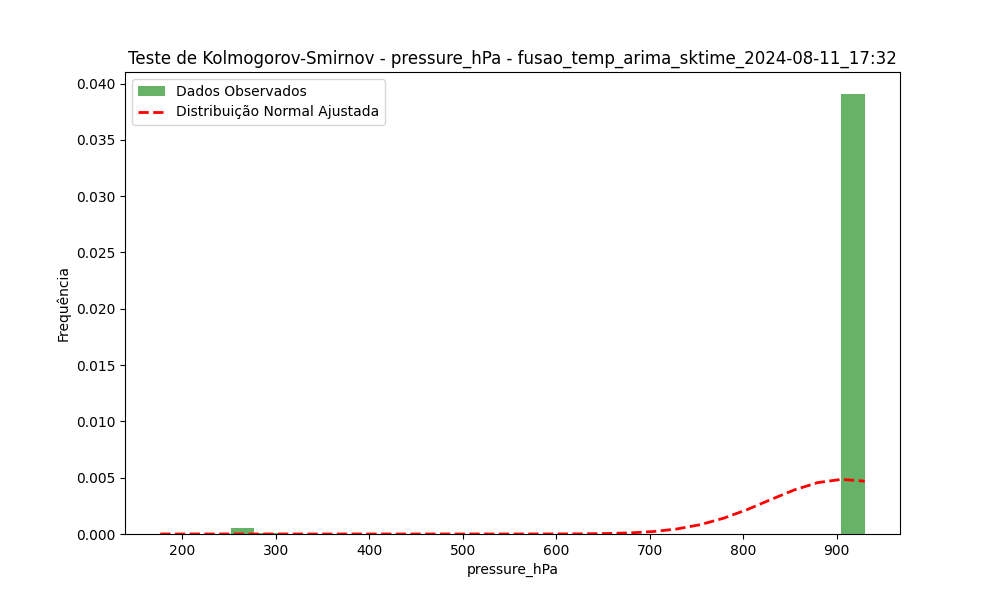 Teste de Kolmogorov-Smirnov - pressure_hPa - fusao_temp_arima_sktime_2024-08-11_17:32
Dados Observados
Distribuição Normal Ajustada
0.040
0.035
0.030
0.025
0.020
0.015
0.010
0.005
0.000
Frequência
200 300 400 500 600 700 800 900
pressure_hPa